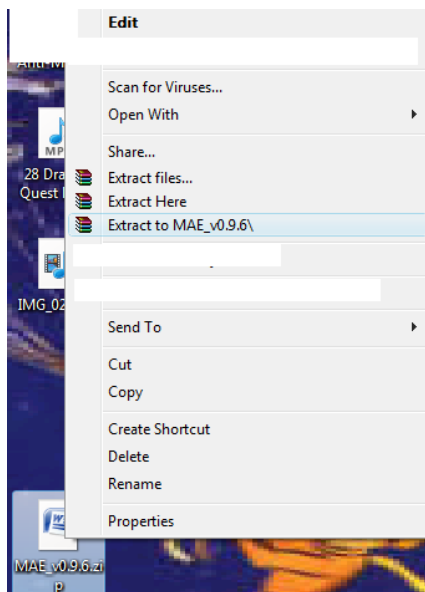 Edit
Scan for Viruses...
Open With
MP
Share...
28 Dra
Extract files...
Quest
Extract Here
Extract to MAE_v0.9.6\
IMG_02
Send To
Cut
Copy
Create Shortcut
Delete
Rename
Properties
MAE_v0.9.6.zi
p